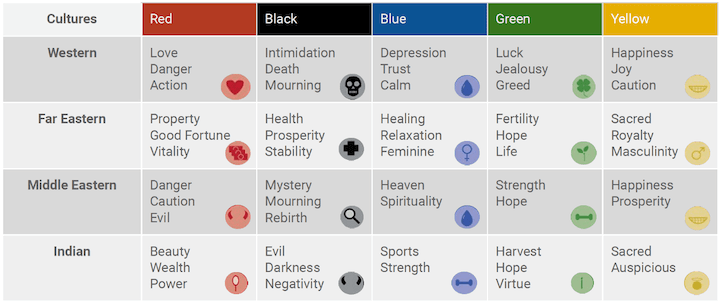 Cultures Red Black Blue Green Yellow
Western
Love
Danger
Action
Intimidation
Death
Mourning
Depression
Trust
Calm
Luck
Jealousy
Greed
Happiness
Joy
Caution
Far Eastern
Property
Good Fortune
Vitality
Health
Prosperity
Stability
Healing
Relaxation
Feminine
Fertility
Hope
Life
Sacred
Royalty
Masculinity
Middle Eastern
Danger
Caution
Evil
Mystery
Mourning
Rebirth
Heaven
Spirituality
Strength
Hope
Happiness
Prosperity
Indian
Beauty
Wealth
Power
Evil
Darkness
Negativity
Sports
Strength
Harvest
Hope
Virtue
Sacred
Auspicious